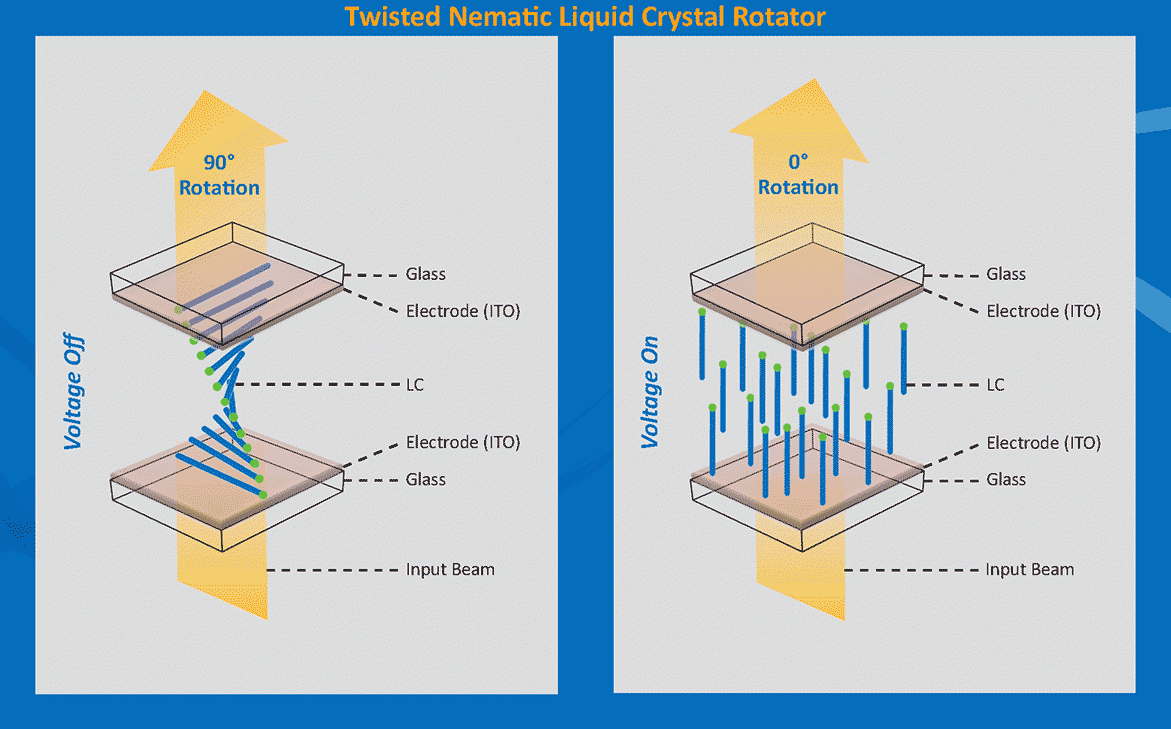 Twisted Nematic Liquid Crystal Rotator
Voltage Off
90°
Rotation
Glass
Electrode (ITO)
LC
Electrode (ITO)
Glass
Input Beam
Voltage On
0°
Rotation
Glass
Electrode (ITO)
LC
Electrode (ITO)
Glass
Input Beam